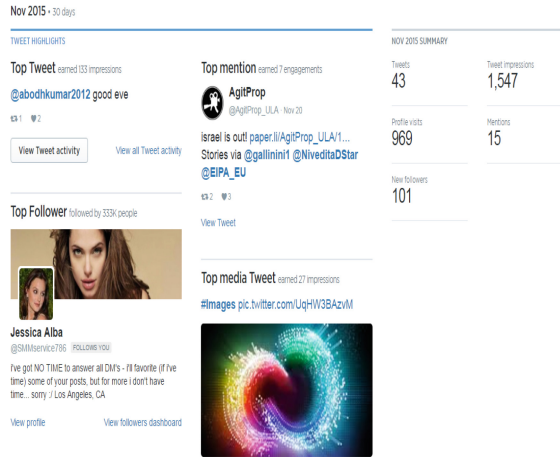 Nov 2015 • 30 days
TWEET HIGHLIGHTS
Top Tweet earned 133 impressions
@abodhkumar2012 good eve
1 2
View Tweet activity
View all Tweet activity
Top Follower followed by 333K people
Jessica Alba
@SMMservice786 FOLLOWS YOU
I've got NO TIME to answer all DM's - I'll favorite (if I've
time) some of your posts, but for more i don't have
time... sorry :/ Los Angeles, CA
View profile
View followers dashboard
Top mention earned 7 engagements
AgitProp
@AgitProp_ULA · Nov 20
israel is out! paper.li/AgitProp_ULA/1...
Stories via @gallinini1 @NiveditaDStar
@EIPA_EU
2 3
View Tweet
Top media Tweet earned 27 impressions
#Images pic.twitter.com/UqHW3BAzvM
NOV 2015 SUMMARY
Tweets
43
Tweet impressions
1,547
Profile visits
969
Mentions
15
New followers
101